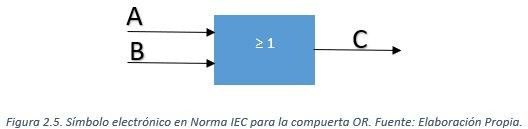 A
B
≥ 1
C
Figura 2.5. Símbolo electrónico en Norma IEC para la compuerta OR. Fuente: Elaboración Propia.